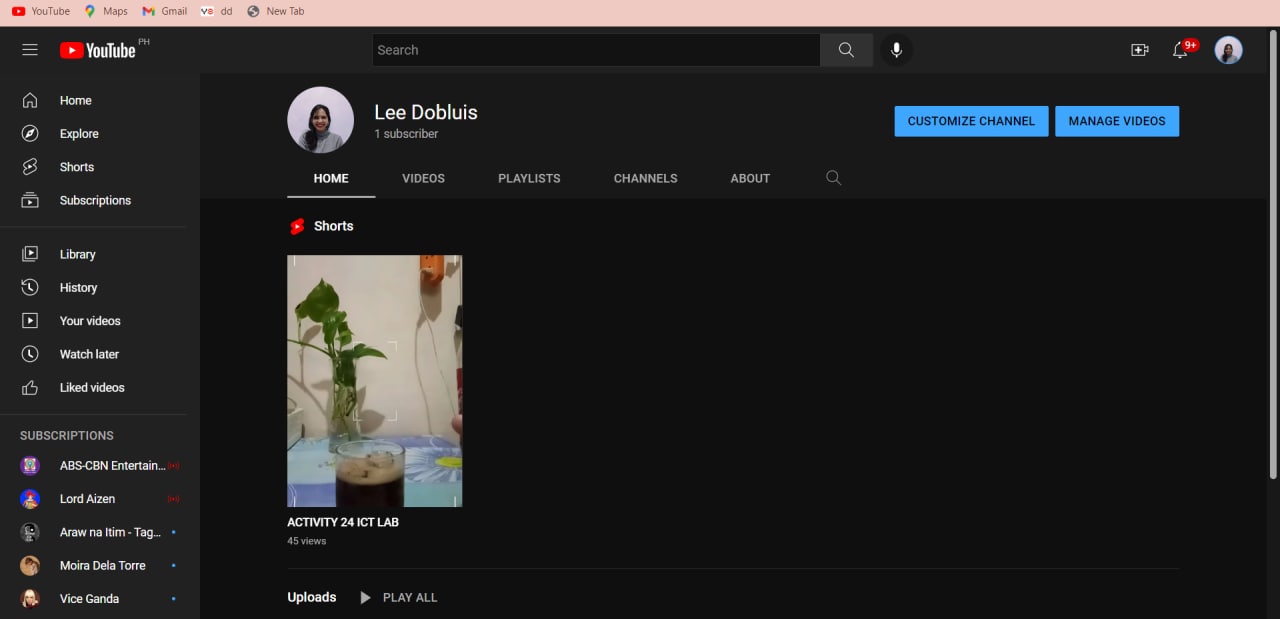 YouTube Maps Gmail dd New Tab
YouTube PH
Search
9+
Home
Explore
Shorts
Subscriptions
Library
History
Your videos
Watch later
Liked videos
SUBSCRIPTIONS
ABS-CBN Entertain...
Lord Aizen
Araw na Itim - Tag...
Moira Dela Torre
Vice Ganda
Lee Dobluis
1 subscriber
CUSTOMIZE CHANNEL MANAGE VIDEOS
HOME VIDEOS PLAYLISTS CHANNELS ABOUT
Shorts
ACTIVITY 24 ICT LAB
45 views
Uploads PLAY ALL